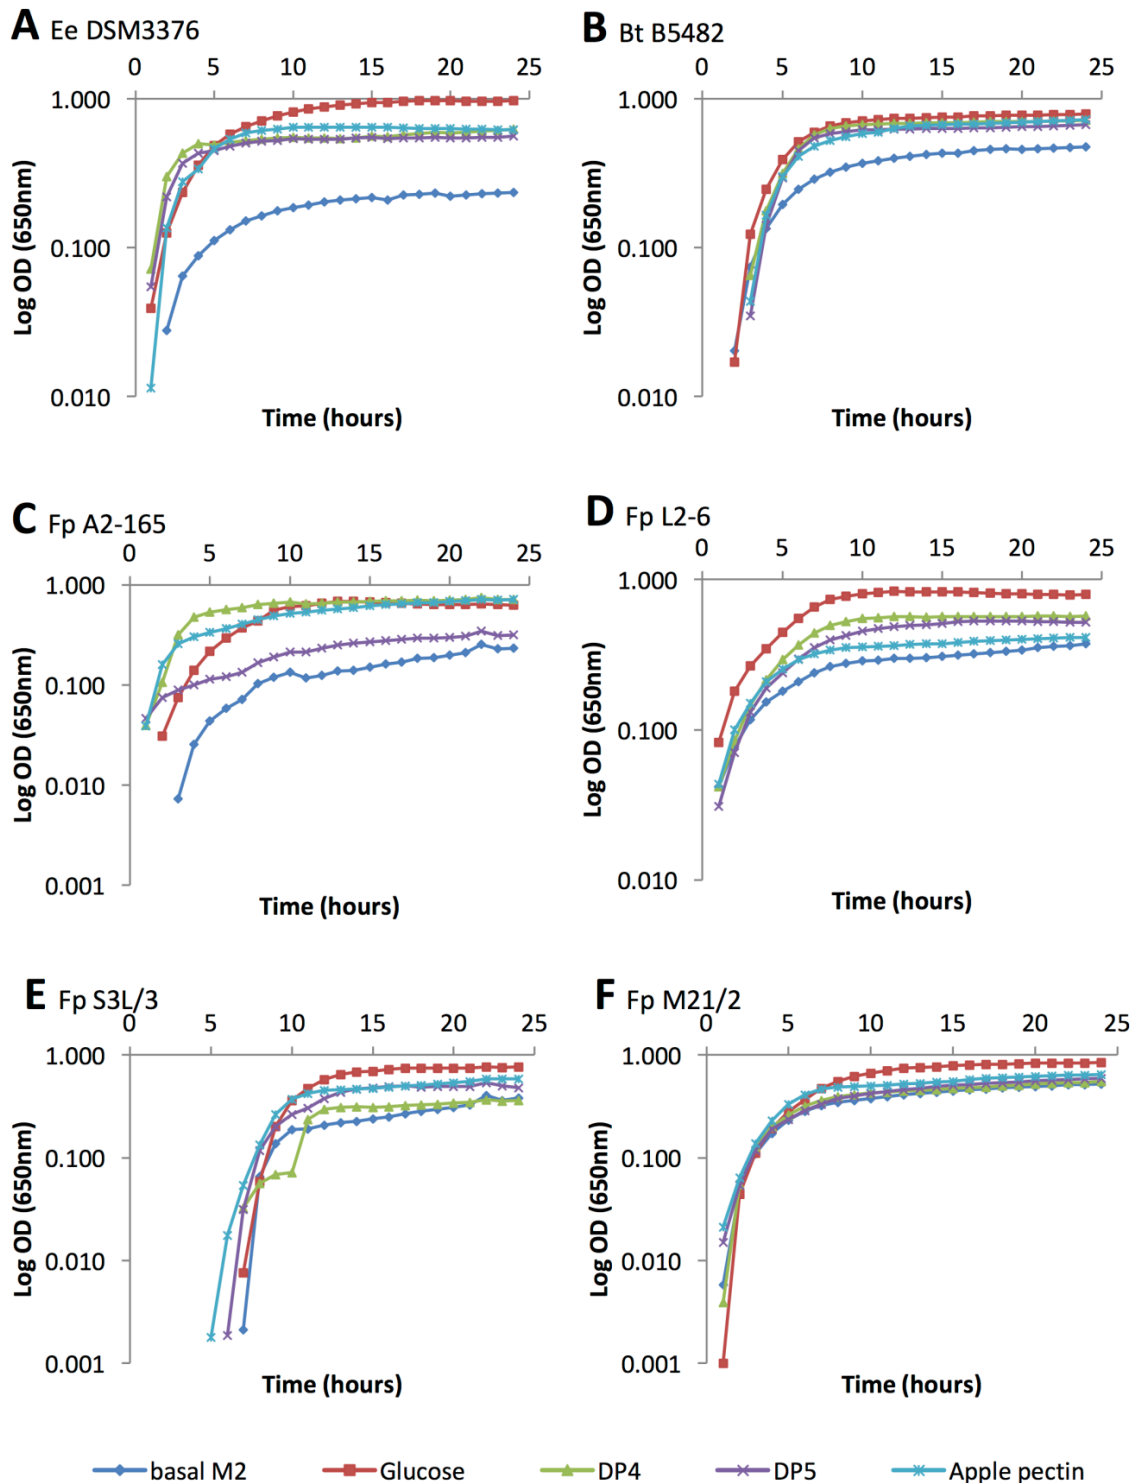 A Ee DSM3376
0 5 10 15 20 25
1.000
0.100
0.010
Log OD (650nm)
Time (hours)
B Bt B5482
0 5 10 15 20 25
1.000
0.100
0.010
Log OD (650nm)
Time (hours)
C Fp A2-165
0 5 10 15 20 25
1.000
0.100
0.010
0.001
Log OD (650nm)
Time (hours)
D Fp L2-6
0 5 10 15 20 25
1.000
0.100
0.010
Log OD (650nm)
Time (hours)
E Fp S3L/3
0 5 10 15 20 25
1.000
0.100
0.010
0.001
Log OD (650nm)
Time (hours)
F Fp M21/2
0 5 10 15 20 25
1.000
0.100
0.010
0.001
Log OD (650nm)
Time (hours)
basal M2 Glucose DP4 DP5 Apple pectin